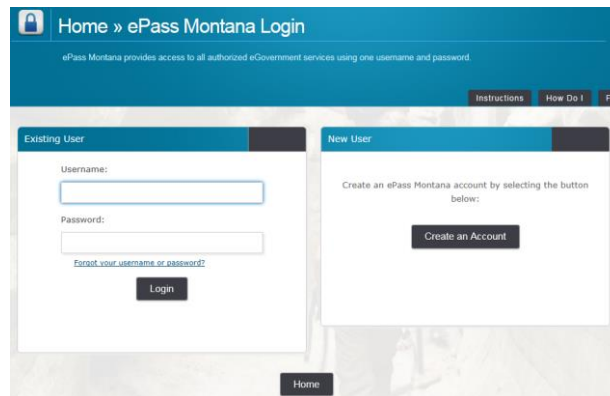 Home » ePass Montana Login
ePass Montana provides access to all authorized eGovernment services using one username and password.
Instructions
How Do I
F
Existing User
Username:
Password:
Forgot your username or password?
Login
New User
Create an ePass Montana account by selecting the button
below:
Create an Account
Home